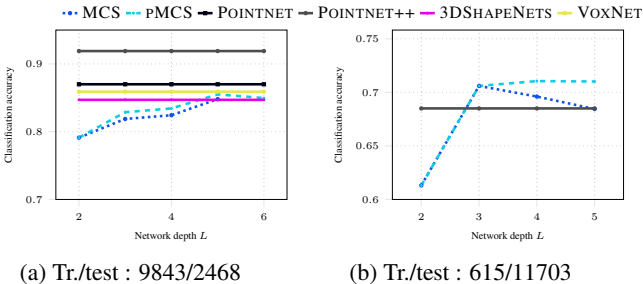 MCS PMCS POINTNET POINTNET++ 3DSHAPENETS VOXNET
0.9
0.8
0.7
Classification accuracy
2 4 6
Network depth L
0.75
0.7
0.65
0.6
Classification accuracy
2 3 4 5
Network depth L
(a) Tr./test : 9843/2468
(b) Tr./test : 615/11703